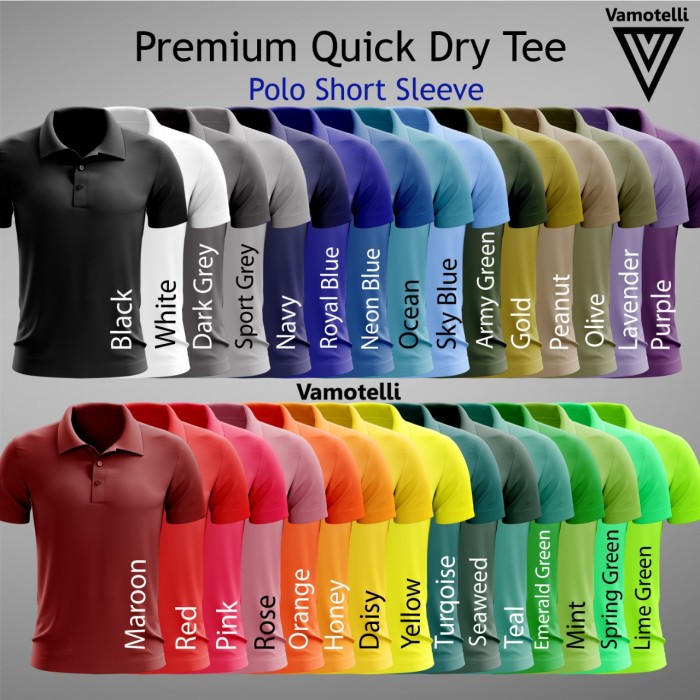 Vamotelli
Premium Quick Dry Tee
Polo Short Sleeve
Black
White
Dark Grey
Sport Grey
Navy
Royal Blue
Neon Blue
Ocean
Sky Blue
Army Green
Gold
Peanut
Olive
Lavender
Purple
Vamotelli
Maroon
Red
Pink
Rose
Orange
Honey
Daisy
Yellow
Turqoise
Seaweed
Teal
Emerald Green
Mint
Spring Green
Lime Green